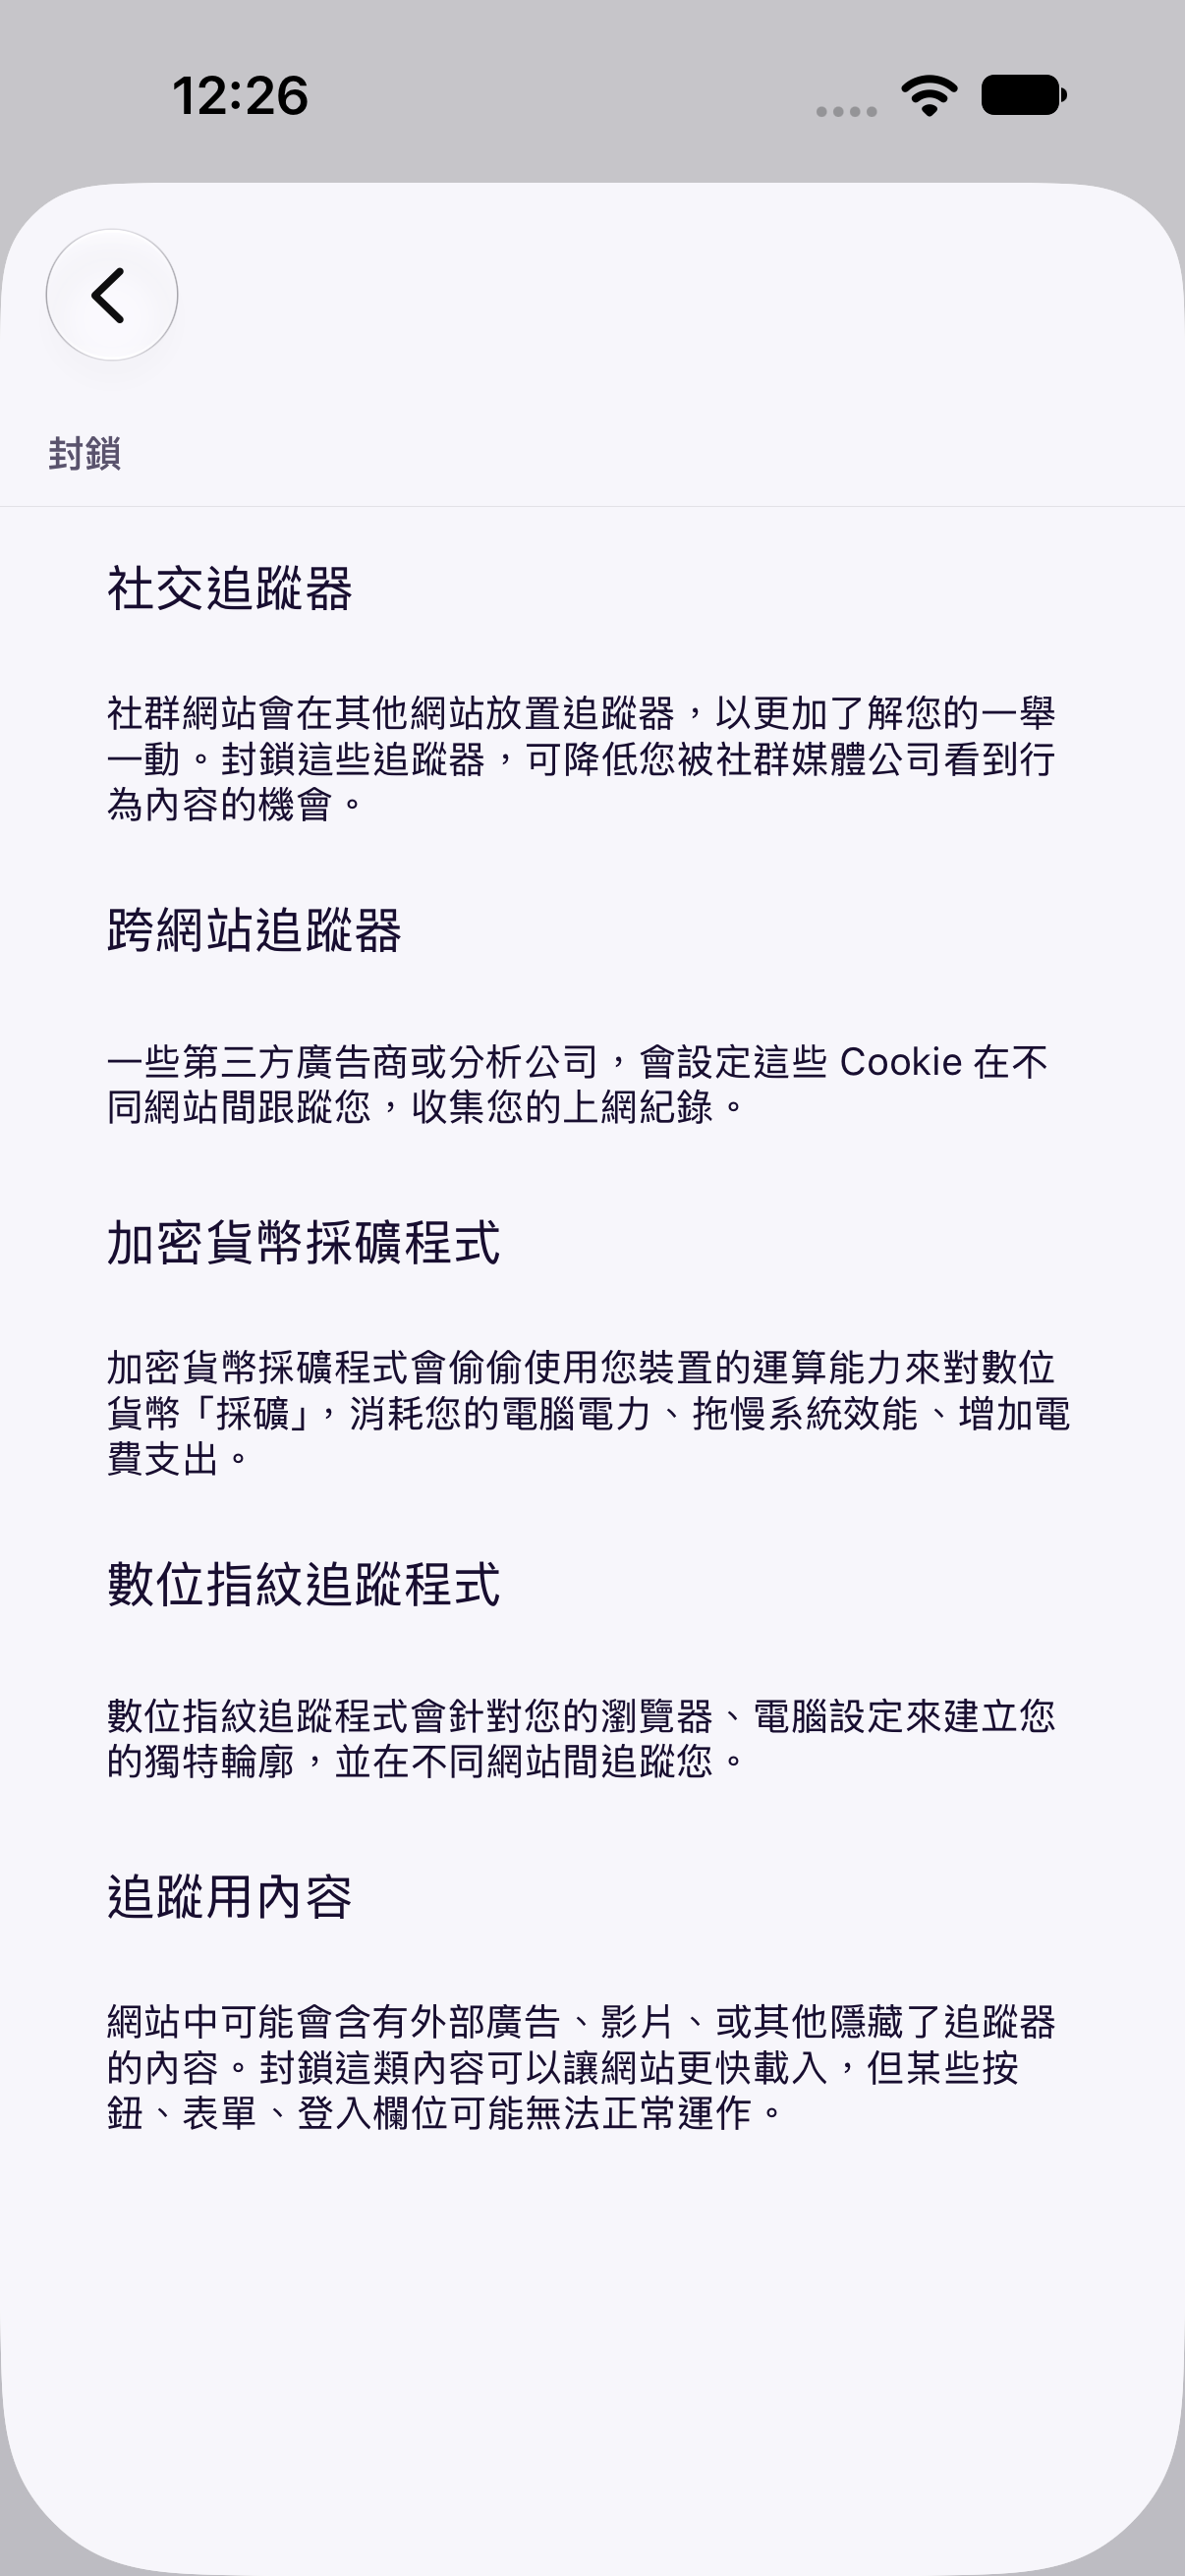 12:26
封鎖
社交追蹤器
社群網站會在其他網站放置追蹤器，以更加了解您的一舉
一動。封鎖這些追蹤器，可降低您被社群媒體公司看到行
為內容的機會。
跨網站追蹤器
一些第三方廣告商或分析公司，會設定這些 Cookie 在不
同網站間跟蹤您，收集您的上網紀錄。
加密貨幣採礦程式
加密貨幣採礦程式會偷偷使用您裝置的運算能力來對數位
貨幣「採礦」，消耗您的電腦電力、拖慢系統效能、增加電
費支出。
數位指紋追蹤程式
數位指紋追蹤程式會針對您的瀏覽器、電腦設定來建立您
的獨特輪廓，並在不同網站間追蹤您。
追蹤用內容
網站中可能會含有外部廣告、影片、或其他隱藏了追蹤器
的內容。封鎖這類內容可以讓網站更快載入，但某些按
鈕、表單、登入欄位可能無法正常運作。